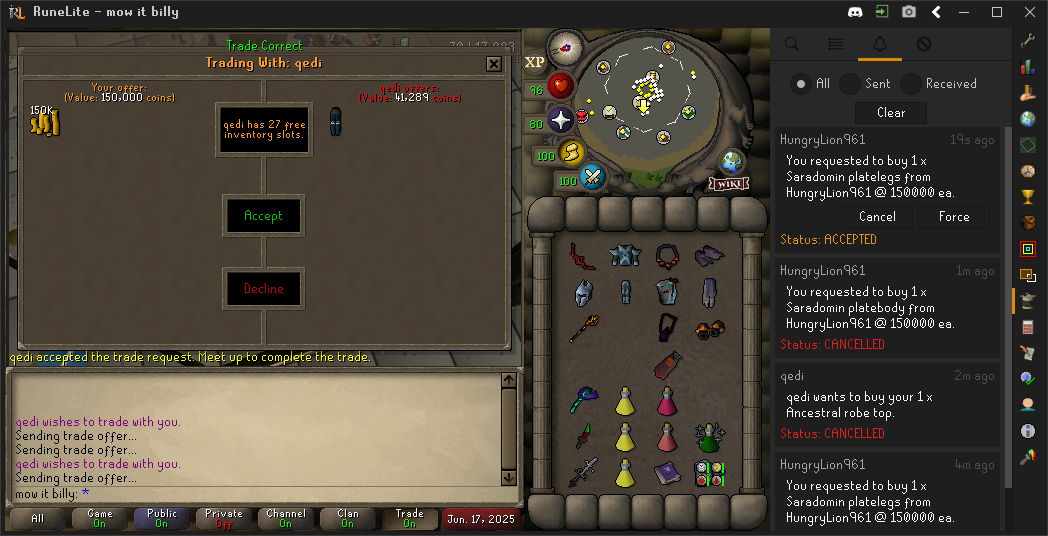 RuneLite - mow it billy
Trade Correct
Trading With: qedi
Your offer:
(Value: 150,000 coins)
qedi offers:
(Value: 41,289 coins)
150K
qedi has 27 free
inventory slots.
Accept
Decline
qedi accepted the trade request. Meet up to complete the trade.
qedi wishes to trade with you.
Sending trade offer...
Sending trade offer...
qedi wishes to trade with you.
Sending trade offer...
mow it billy: *
All
Game
On
Public
On
Private
Off
Channel
On
Clan
On
Trade
On
Jun. 17, 2025
XP
96
80
100
100
WIKI
All
Sent
Received
Clear
HungryLion961
19s ago
You requested to buy 1 x
Saradomin platelegs from
HungryLion961 @ 150000 ea.
Cancel
Force
Status: ACCEPTED
HungryLion961
1m ago
You requested to buy 1 x
Saradomin platebody from
HungryLion961 @ 150000 ea.
Status: CANCELLED
qedi
2m ago
qedi wants to buy your 1 x
Ancestral robe top.
Status: CANCELLED
HungryLion961
4m ago
You requested to buy 1 x
Saradomin platelegs from
HungryLion961 @ 150000 ea.